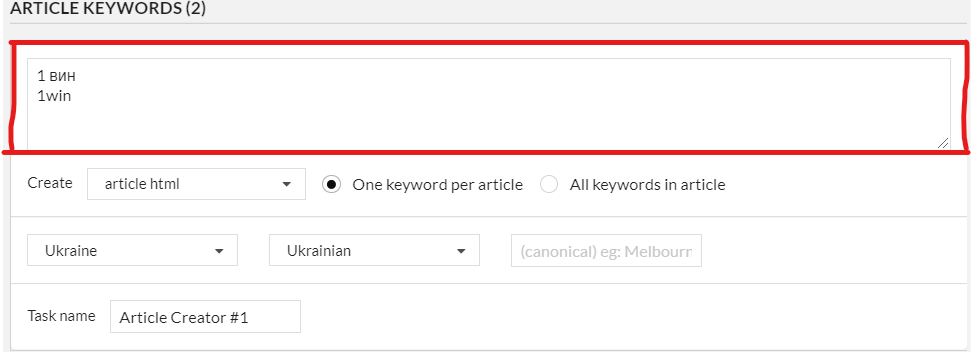 ARTICLE KEYWORDS (2)
1 вин
1win
Create article html One keyword per article All keywords in article
Ukraine Ukrainian (canonical) eg: Melbourn
Task name Article Creator #1